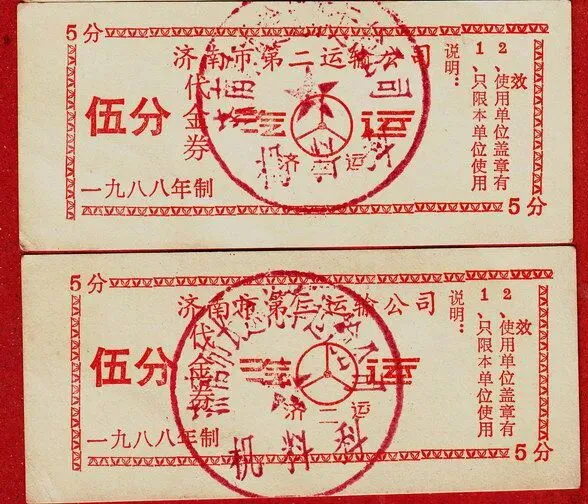 5分
济南市第二运输公司
代金券
伍分
济二运
一九八八年制
说明：
1、只限本单位使用
2、使用单位盖章有效
5分
5分
济南市第二运输公司
代金券
伍分
济二运
一九八八年制
说明：
1、只限本单位使用
2、使用单位盖章有效
5分
机料科